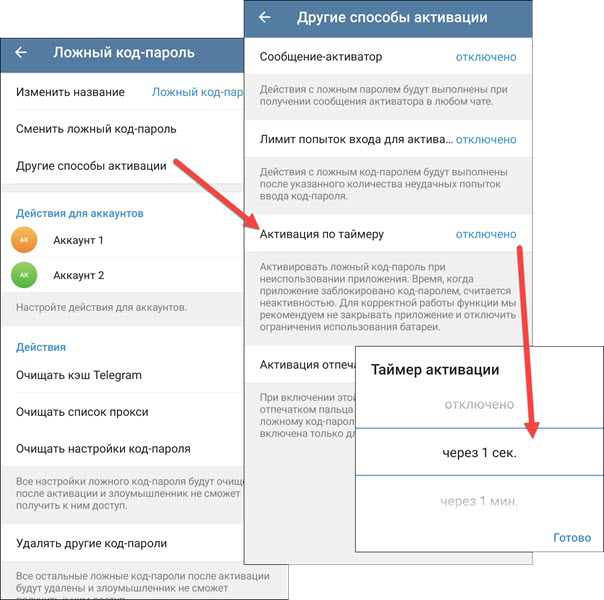 Ложный код-пароль
Изменить название
Ложный код-пар
Сменить ложный код-пароль
Другие способы активации
Действия для аккаунтов
АК
Аккаунт 1
АК
Аккаунт 2
Настройте действия для аккаунтов.
Действия
Очищать кэш Telegram
Очищать список прокси
Очищать настройки код-пароля
Все настройки ложного код-пароля будут очище
после активации и злоумышленник не сможет
получить к ним доступ.
Удалять другие код-пароли
Все остальные ложные код-пароли после активации
будут удалены и злоумышленник не сможет
Другие способы активации
Сообщение-активатор
отключено
Действия с ложным паролем будут выполнены при
получении сообщения активатора в любом чате.
Лимит попыток входа для актива...
отключено
Действия с ложным код-паролем будут выполнены
после указанного количества неудачных попыток
ввода код-пароля.
Активация по таймеру
отключено
Активировать ложный код-пароль при
неиспользовании приложения. Время, когда
приложение заблокировано код-паролем, считается
неактивностью. Для корректной работы функции мы
рекомендуем не закрывать приложение и отключить
ограничения использования батареи.
Активация отпеча
При включении этой
отпечатком пальца
ложному код-парол
включена только дл
Таймер активации
отключено
через 1 сек.
через 1 мин.
Готово